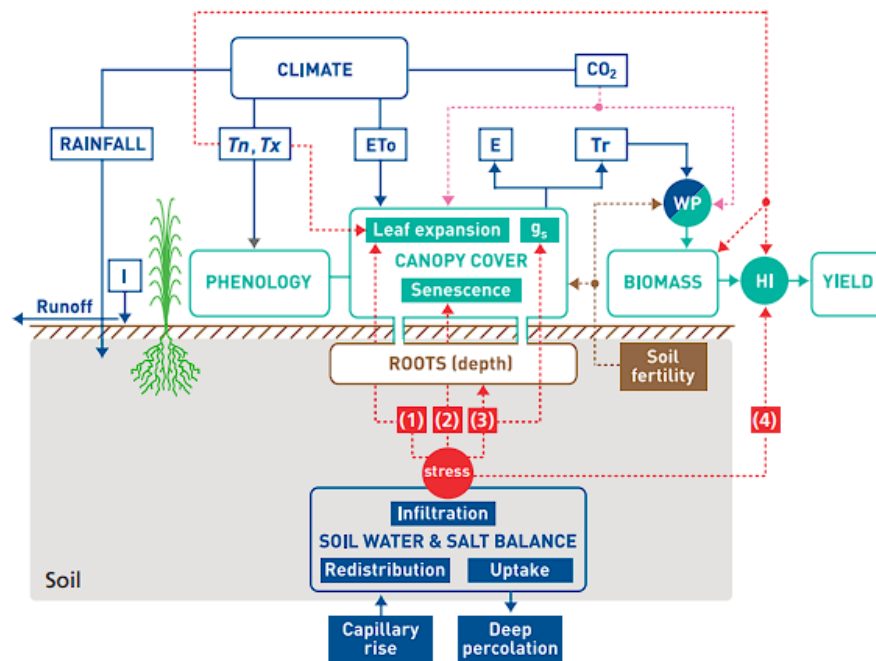 CLIMATE
CO₂
RAINFALL
Tn, Tx
ETo
E
Tr
WP
Leaf expansion
gs
CANOPY COVER
Senescence
PHENOLOGY
BIOMASS
HI
YIELD
I
Runoff
ROOTS (depth)
Soil
fertility
(1)
(2)
(3)
(4)
stress
Infiltration
SOIL WATER & SALT BALANCE
Redistribution
Uptake
Soil
Capillary
rise
Deep
percolation